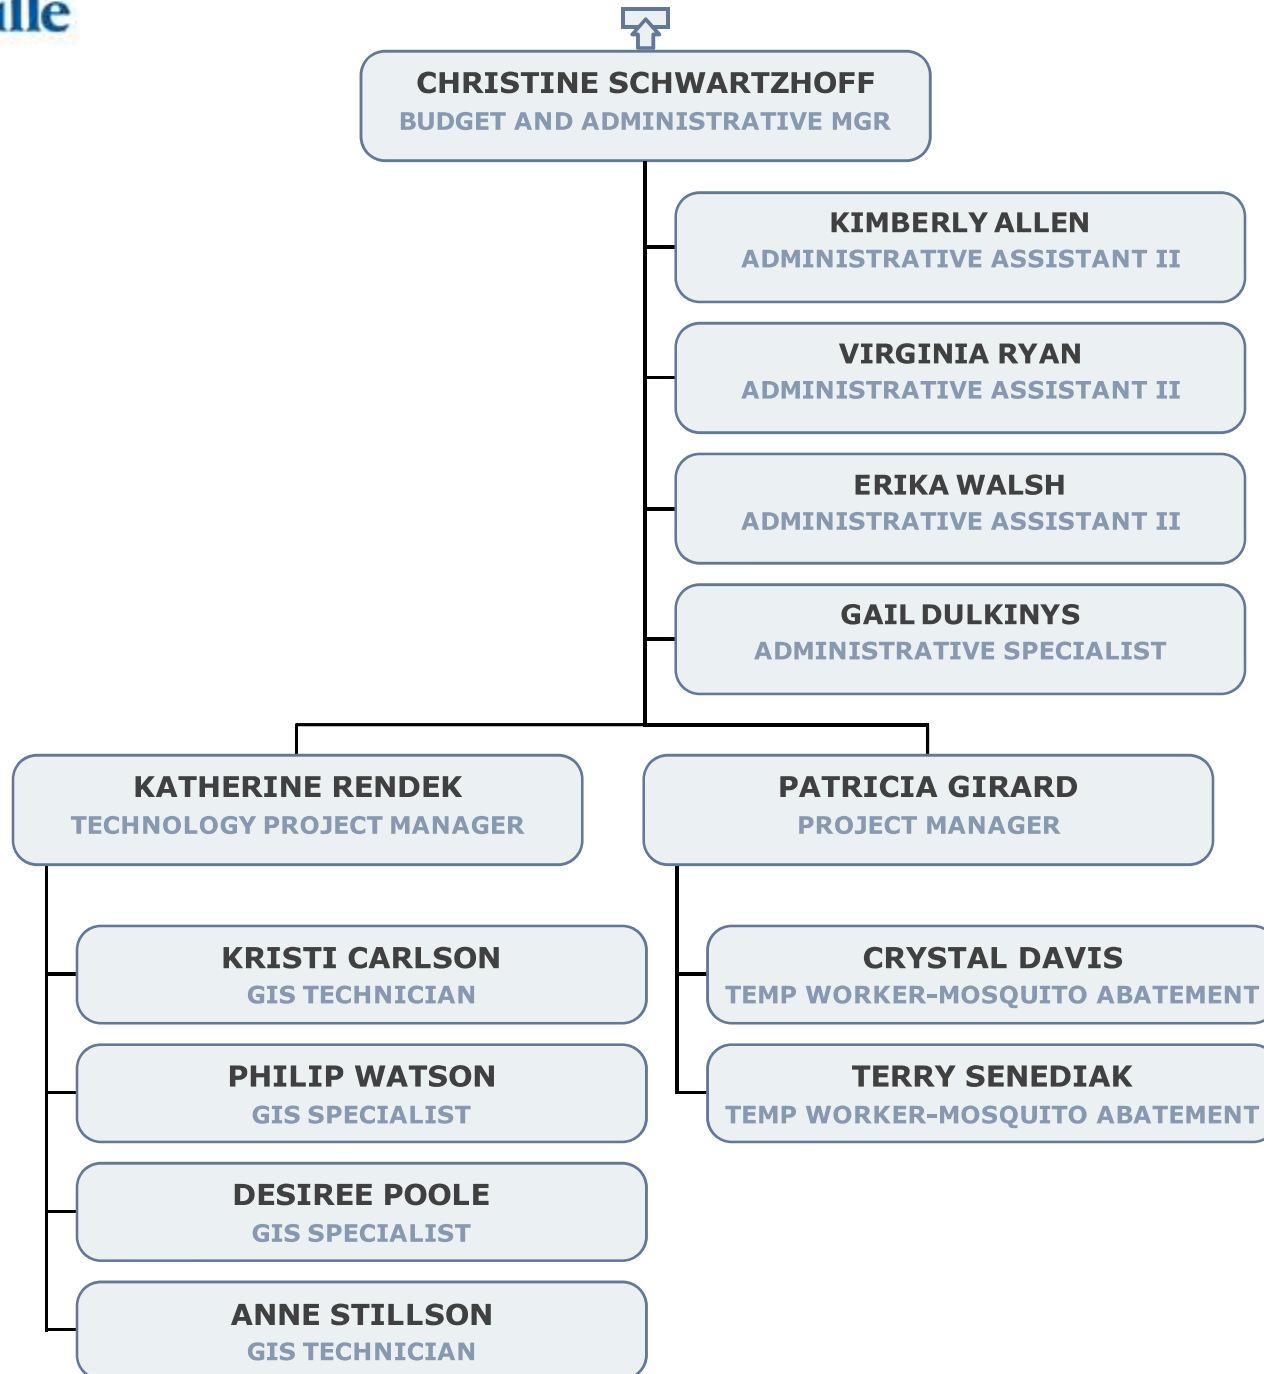 CHRISTINE SCHWARTZHOFF
BUDGET AND ADMINISTRATIVE MGR
KIMBERLY ALLEN
ADMINISTRATIVE ASSISTANT II
VIRGINIA RYAN
ADMINISTRATIVE ASSISTANT II
ERIKA WALSH
ADMINISTRATIVE ASSISTANT II
GAIL DULKINYS
ADMINISTRATIVE SPECIALIST
KATHERINE RENDEK
TECHNOLOGY PROJECT MANAGER
PATRICIA GIRARD
PROJECT MANAGER
KRISTI CARLSON
GIS TECHNICIAN
CRYSTAL DAVIS
TEMP WORKER-MOSQUITO ABATEMENT
PHILIP WATSON
GIS SPECIALIST
TERRY SENEDIAK
TEMP WORKER-MOSQUITO ABATEMENT
DESIREE POOLE
GIS SPECIALIST
ANNE STILLSON
GIS TECHNICIAN